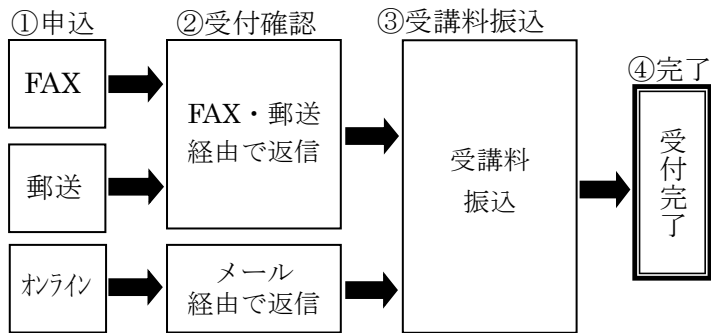 ①申込
②受付確認
③受講料振込
④完了
FAX
郵送
オンライン
FAX・郵送
経由で返信
メール
経由で返信
受講料
振込
受付完了